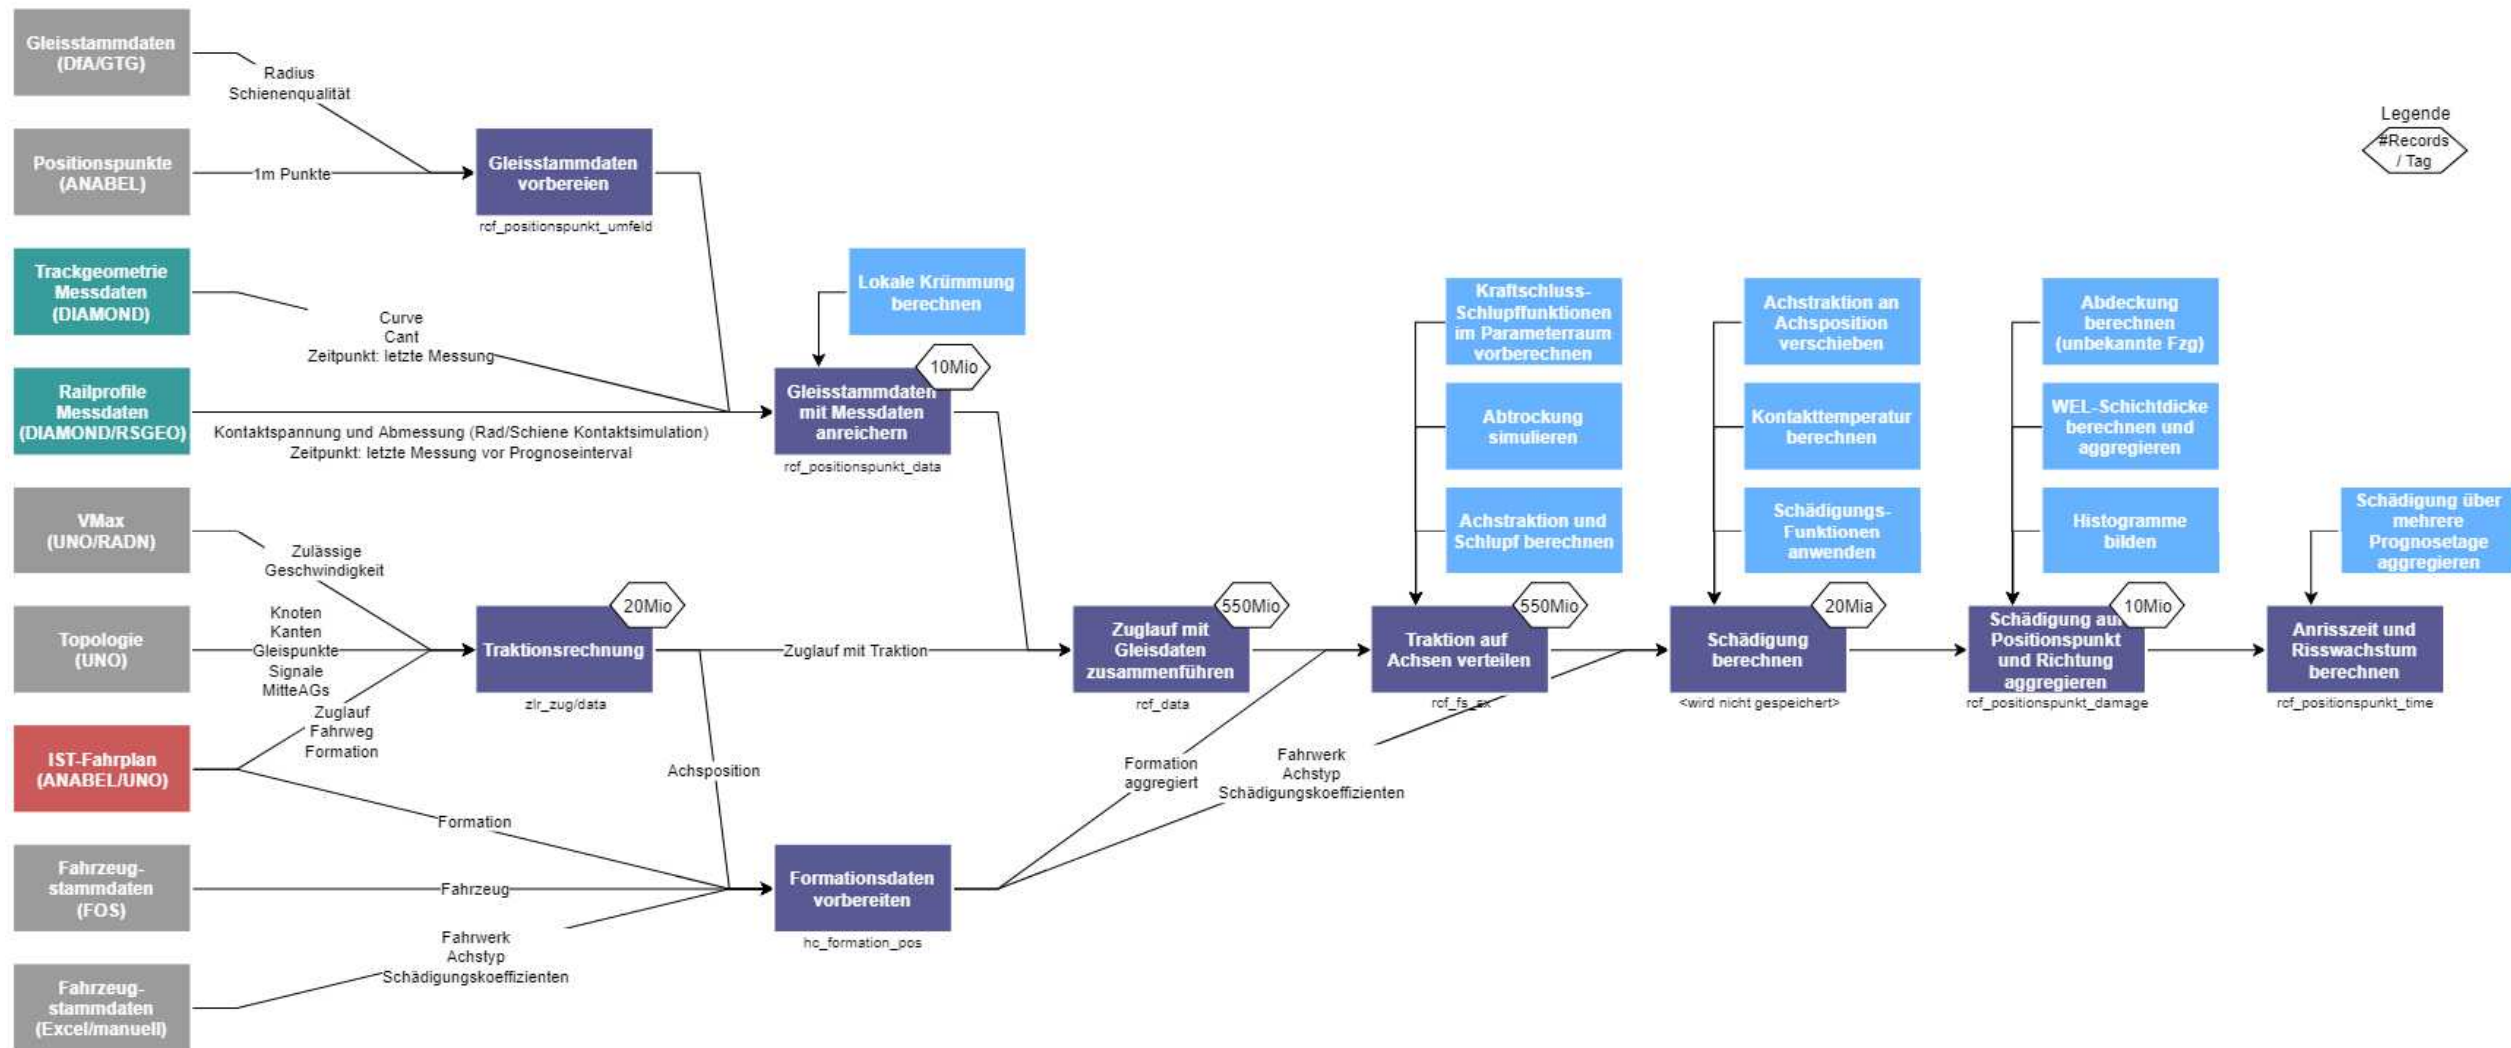 Gleisstammdaten
(DfA/GTG)
Radius
Schienenqualität
Legende
#Records
/ Tag
Positionspunkte
(ANABEL)
1m Punkte
Gleisstammdaten
vorbereien
rcf_positionspunkt_umfeld
Trackgeometrie
Messdaten
(DIAMOND)
Curve
Cant
Zeitpunkt: letzte Messung
Lokale Krümmung
berechnen
Kraftschluss-
Schlupffunktionen
im Parameterraum
vorberechnen
Achstraktion an
Achsposition
verschieben
Abdeckung
berechnen
(unbekannte Fzg)
Railprofile
Messdaten
(DIAMOND/RSGEO)
Kontaktspannung und Abmessung (Rad/Schiene Kontaktsimulation)
Zeitpunkt: letzte Messung vor Prognoseinterval
10Mio
Gleisstammdaten
mit Messdaten
anreichern
rcf_positionspunkt_data
Abtrockung
simulieren
Kontakttemperatur
berechnen
WEL-Schichtdicke
berechnen und
aggregieren
VMax
(UNO/RADN)
Zulässige
Geschwindigkeit
Achstraktion und
Schlupf berechnen
Schädigungs-
Funktionen
anwenden
Histogramme
bilden
Schädigung über
mehrere
Prognosetage
aggregieren
Topologie
(UNO)
Knoten
Kanten
Gleispunkte
Signale
MitteAGs
20Mio
Traktionsrechnung
zlr_zug/data
Zuglauf mit Traktion
550Mio
Zuglauf mit
Gleisdaten
zusammenführen
rcf_data
550Mio
Traktion auf
Achsen verteilen
rcf_fs_sx
20Mia
Schädigung
berechnen
<wird nicht gespeichert>
10Mio
Schädigung auf
Positionspunkt
und Richtung
aggregieren
rcf_positionspunkt_damage
Anrisszeit und
Risswachstum
berechnen
rcf_positionspunkt_time
IST-Fahrplan
(ANABEL/UNO)
Zuglauf
Fahrweg
Formation
Achsposition
Formation
aggregiert
Fahrwerk
Achstyp
Schädigungskoeffizienten
Formation
Fahrzeug-
stammdaten
(FOS)
Fahrzeug
Formationsdaten
vorbereiten
hc_formation_pos
Fahrwerk
Achstyp
Schädigungskoeffizienten
Fahrzeug-
stammdaten
(Excel/manuell)